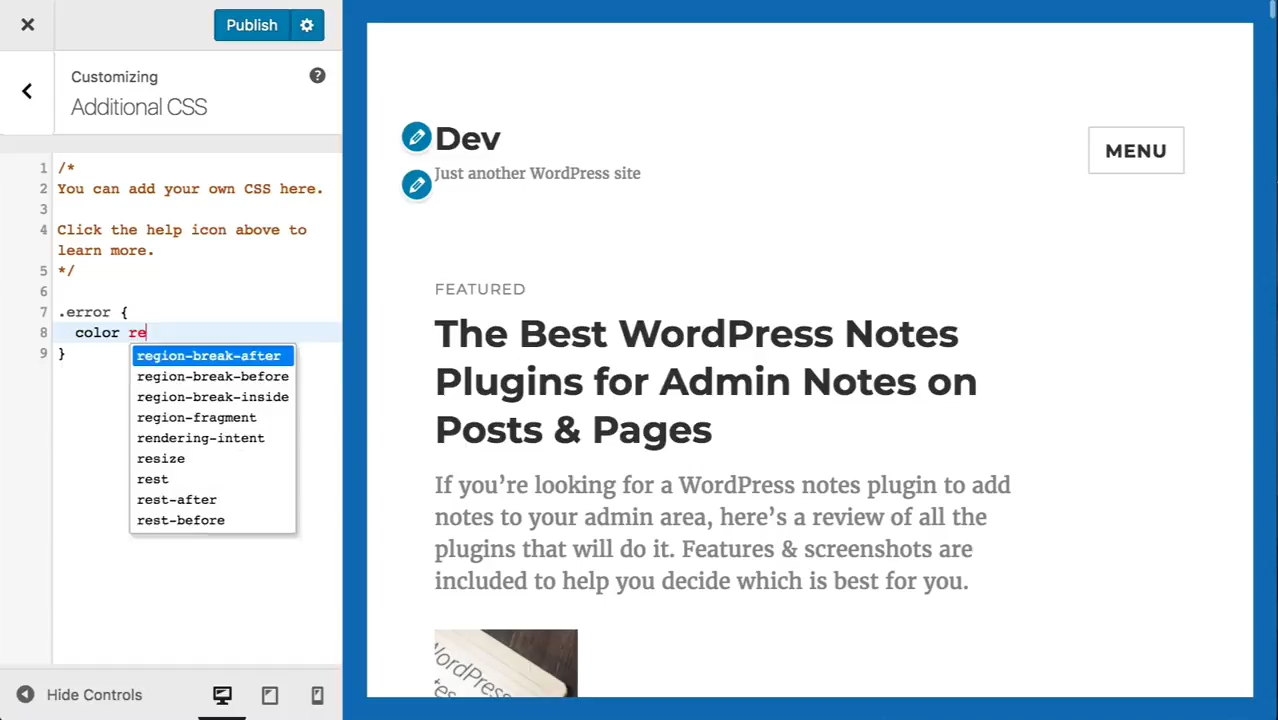 Publish
Customizing
Additional CSS
1 /*
2 You can add your own CSS here.
3
4 Click the help icon above to
learn more.
5 */
6
7 .error {
8 color re
9 }
region-break-after
region-break-before
region-break-inside
region-fragment
rendering-intent
resize
rest
rest-after
rest-before
Hide Controls
Dev
Just another WordPress site
MENU
FEATURED
The Best WordPress Notes
Plugins for Admin Notes on
Posts & Pages
If you’re looking for a WordPress notes plugin to add
notes to your admin area, here’s a review of all the
plugins that will do it. Features & screenshots are
included to help you decide which is best for you.
WordPress